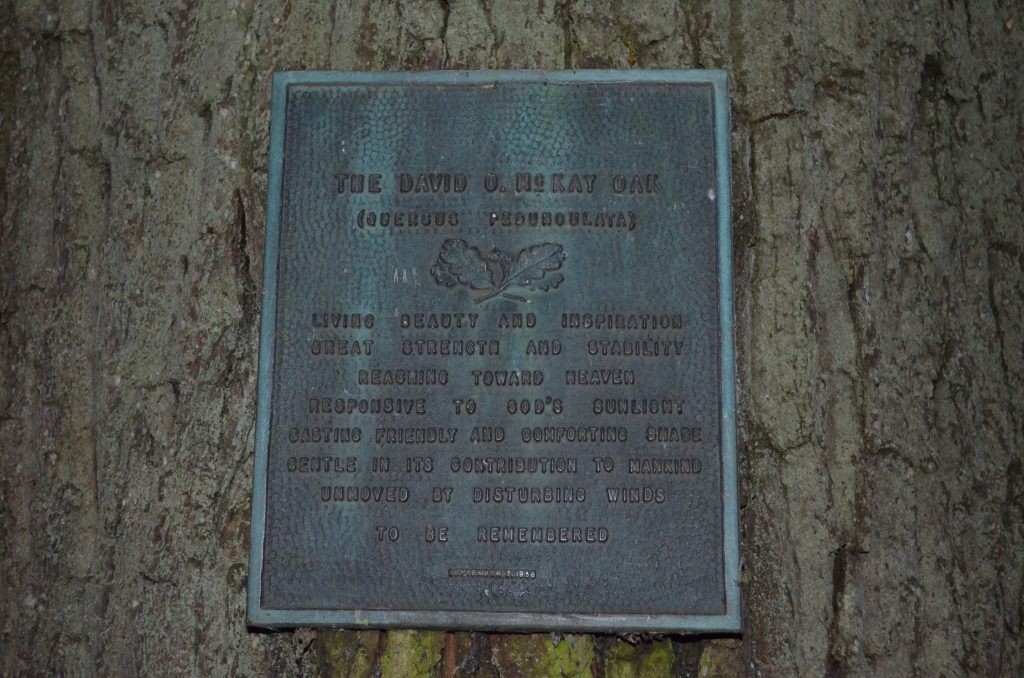 THE DAVID O. McKAY OAK
(QUERCUS PEDUNCULATA)
LIVING BEAUTY AND INSPIRATION
GREAT STRENGTH AND STABILITY
REACHING TOWARD HEAVEN
RESPONSIVE TO GOD'S SUNLIGHT
CASTING FRIENDLY AND COMFORTING SHADE
GENTLE IN ITS CONTRIBUTION TO MANKIND
UNMOVED BY DISTURBING WINDS
TO BE REMEMBERED
SEPTEMBER 7,